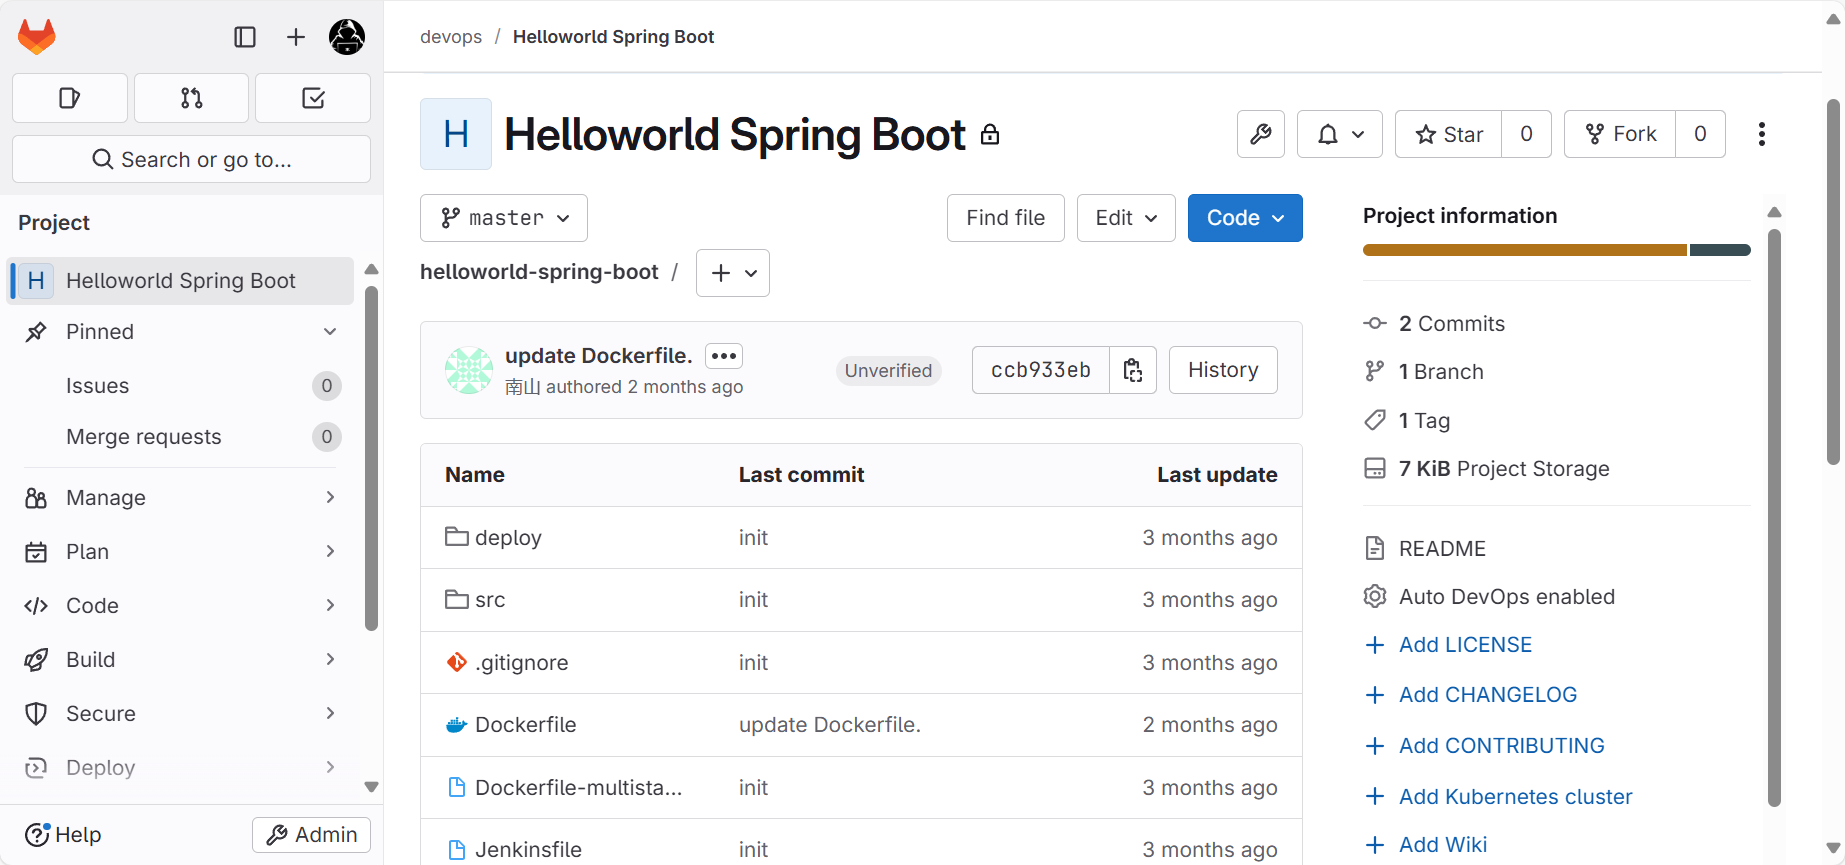 devops / Helloworld Spring Boot
Search or go to...
Project
H Helloworld Spring Boot
Pinned
Issues 0
Merge requests 0
Manage
Plan
Code
Build
Secure
Deploy
Help
Admin
H Helloworld Spring Boot
Star 0
Fork 0
master
Find file
Edit
Code
helloworld-spring-boot /
update Dockerfile.
南山 authored 2 months ago
Unverified
ccb933eb
History
Name Last commit Last update
deploy init 3 months ago
src init 3 months ago
.gitignore init 3 months ago
Dockerfile update Dockerfile. 2 months ago
Dockerfile-multista... init 3 months ago
Jenkinsfile init 3 months ago
Project information
2 Commits
1 Branch
1 Tag
7 KiB Project Storage
README
Auto DevOps enabled
Add LICENSE
Add CHANGELOG
Add CONTRIBUTING
Add Kubernetes cluster
Add Wiki